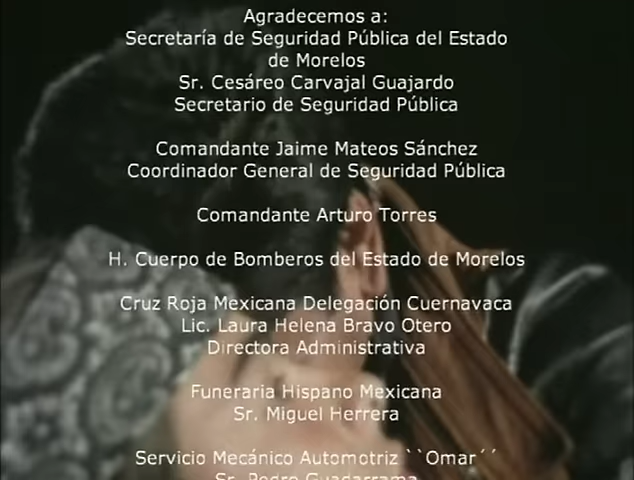 Agradecemos a:
Secretaría de Seguridad Pública del Estado
de Morelos
Sr. Cesáreo Carvajal Guajardo
Secretario de Seguridad Pública
Comandante Jaime Mateos Sánchez
Coordinador General de Seguridad Pública
Comandante Arturo Torres
H. Cuerpo de Bomberos del Estado de Morelos
Cruz Roja Mexicana Delegación Cuernavaca
Lic. Laura Helena Bravo Otero
Directora Administrativa
Funeraria Hispano Mexicana
Sr. Miguel Herrera
Servicio Mecánico Automotriz ``Omar´´
Sr. Pedro Guadarrama